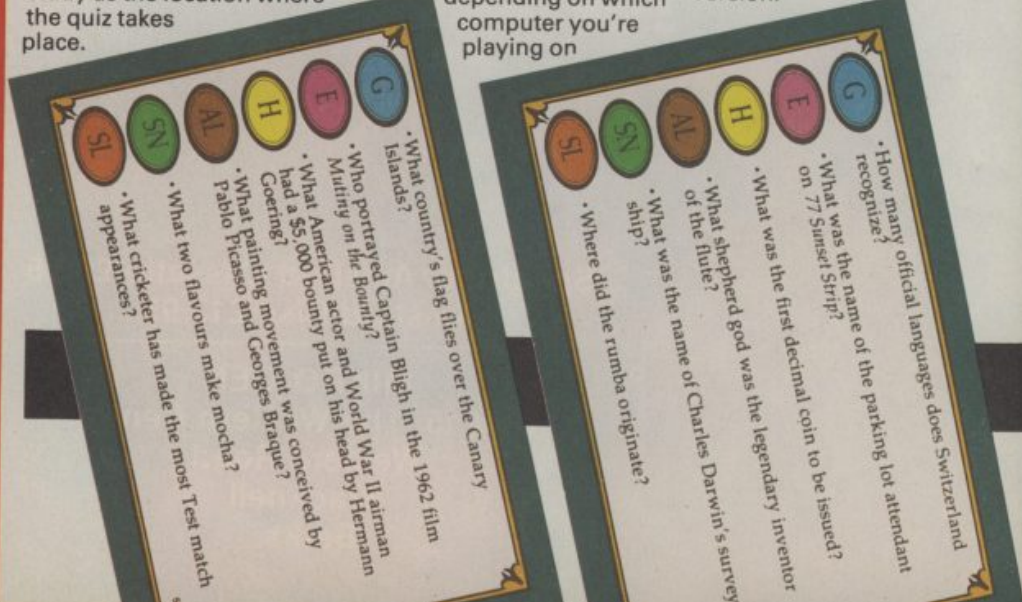 the quiz takes
place.
depending on which
computer you're
playing on
G
• What country's flag flies over the Canary
Islands?
E
• Who portrayed Captain Bligh in the 1962 film
Mutiny on the Bounty?
H
• What American actor and World War II airman
had a $5,000 bounty put on his head by Hermann
Goering?
AL
• What painting movement was conceived by
Pablo Picasso and Georges Braque?
SN
• What two flavours make mocha?
SL
• What cricketer has made the most Test match
appearances?
G
• How many official languages does Switzerland
recognize?
E
• What was the name of the parking lot attendant
on 77 Sunset Strip?
H
• What was the first decimal coin to be issued?
AL
• What shepherd god was the legendary inventor
of the flute?
SN
• What was the name of Charles Darwin's survey
ship?
SL
• Where did the rumba originate?